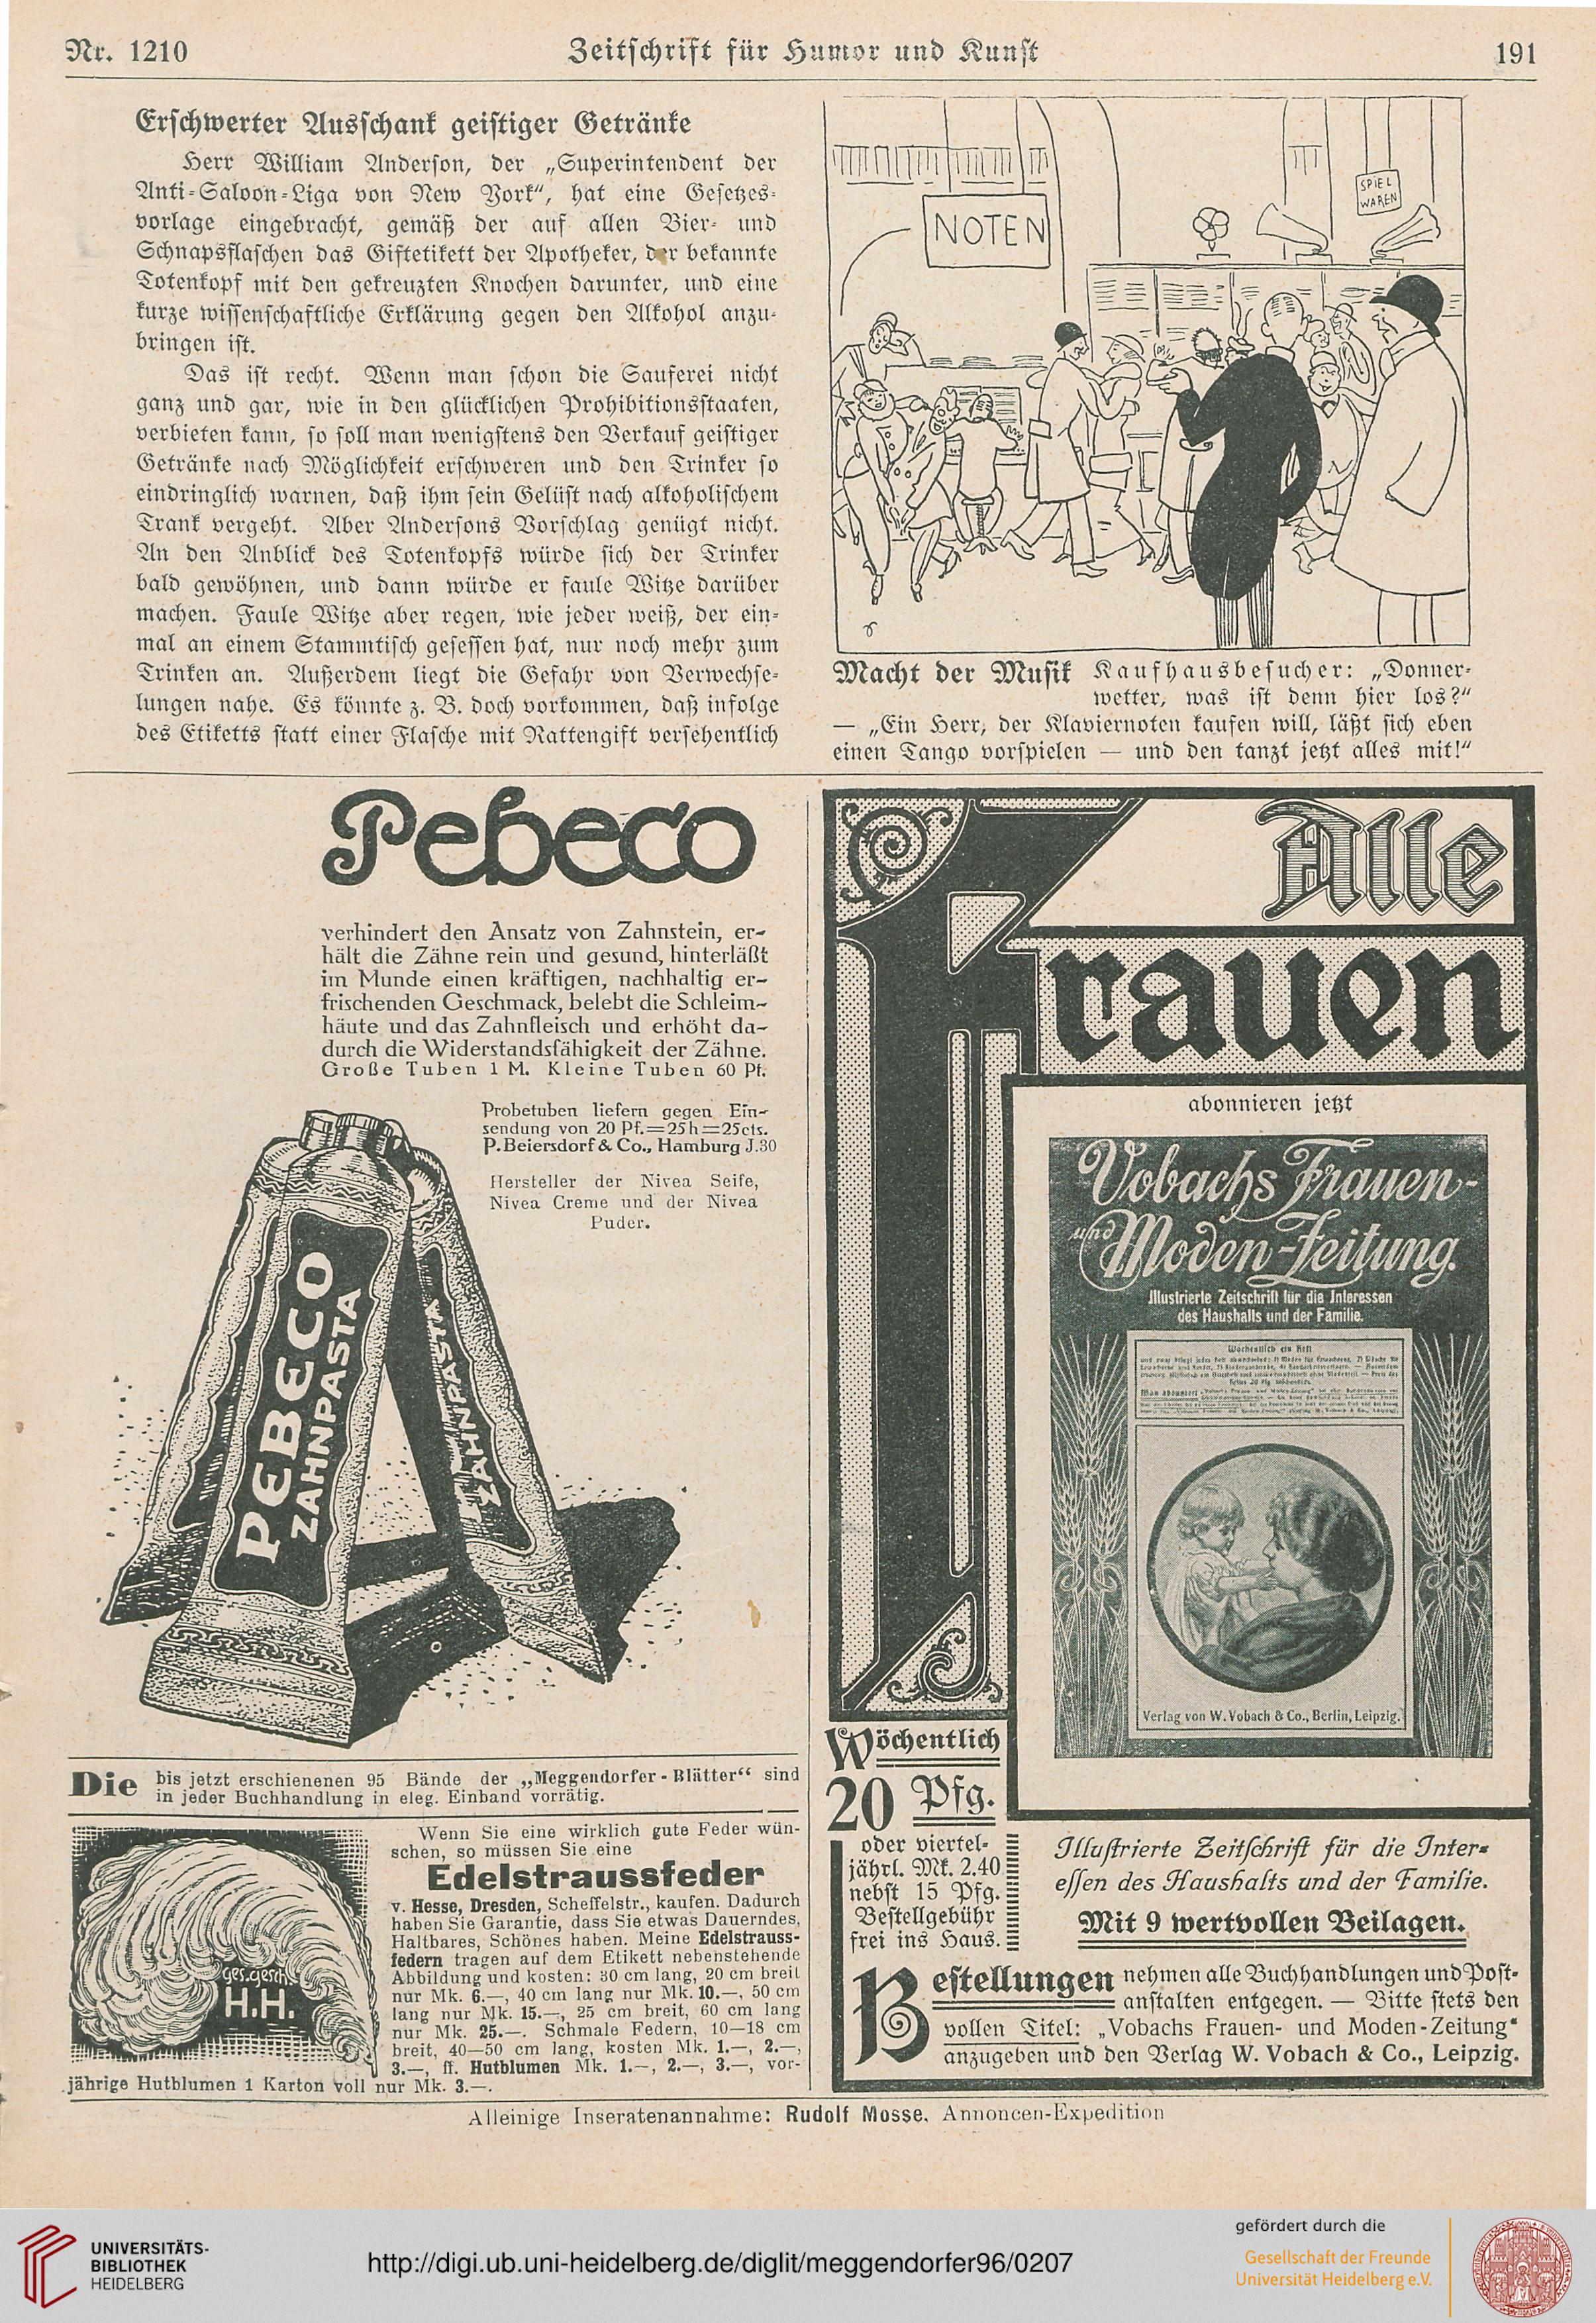 Nr. 1210
Zeitschrift für Humor und Kunst
191
Erschwerter Ausschank geistiger Getränke
Herr William Anderson, der „Superintendent der
Anti-Saloon-Liga von New York“, hat eine Gesetzes-
vorlage eingebracht, gemäß der auf allen Bier- und
Schnapsflaschen das Giftetikett der Apotheker, der bekannte
Totenkopf mit den gekreuzten Knochen darunter, und eine
kurze wissenschaftliche Erklärung gegen den Alkohol anzu-
bringen ist.
Das ist recht. Wenn man schon die Sauferei nicht
ganz und gar, wie in den glücklichen Prohibitionsstaaten,
verbieten kann, so soll man wenigstens den Verkauf geistiger
Getränke nach Möglichkeit erschweren und den Trinker so
eindringlich warnen, daß ihm sein Gelüst nach alkoholischem
Trank vergeht. Aber Andersons Vorschlag genügt nicht.
An den Anblick des Totenkopfs würde sich der Trinker
bald gewöhnen, und dann würde er faule Witze darüber
machen. Faule Witze aber regen, wie jeder weiß, der ein-
mal an einem Stammtisch gesessen hat, nur noch mehr zum
Trinken an. Außerdem liegt die Gefahr von Verwechse-
lungen nahe. Es könnte z. B. doch vorkommen, daß infolge
des Etiketts statt einer Flasche mit Rattengift versehentlich
NOTEN
SPIEL
WAREN
Macht der Musik Kaufhausbesucher: „Donner-
wetter, was ist denn hier los?“
— „Ein Herr, der Klaviernoten kaufen will, läßt sich eben
einen Tango vorspielen — und den tanzt jetzt alles mit!“
Pebeco
verhindert den Ansatz von Zahnstein, er-
hält die Zähne rein und gesund, hinterläßt
im Munde einen kräftigen, nachhaltig er-
frischenden Geschmack, belebt die Schleim-
häute und das Zahnfleisch und erhöht da-
durch die Widerstandsfähigkeit der Zähne.
Große Tuben 1 M. Kleine Tuben 60 Pf.
Probetuben liefern gegen Ein-
sendung von 20 Pf.=25h=25cts.
P.Beiersdorf & Co., Hamburg J.30
Hersteller der Nivea Seife,
Nivea Creme und der Nivea
Puder.
PEBECO
ZAHNPASTA
ZAHNPASTA
Die bis jetzt erschienenen 95 Bände der „Meggendorfer-Blätter“ sind
in jeder Buchhandlung in eleg. Einband vorrätig.
Wenn Sie eine wirklich gute Feder wün-
schen, so müssen Sie eine
Edelstraussfeder
v. Hesse, Dresden, Scheffelstr., kaufen. Dadurch
haben Sie Garantie, dass Sie etwas Dauerndes,
Haltbares, Schönes haben. Meine Edelstrauss-
federn tragen auf dem Etikett nebenstehende
Abbildung und kosten: 30 cm lang, 20 cm breit
nur Mk. 6.—, 40 cm lang nur Mk. 10.—, 50 cm
lang nur Mk. 15.—, 25 cm breit, 60 cm lang
nur Mk. 25.—. Schmale Federn, 10—18 cm
breit, 40—50 cm lang, kosten Mk. 1.—, 2.—,
3.—, ff. Hutblumen Mk. 1.—, 2.—, 3.—, vor-
jährige Hutblumen 1 Karton voll nur Mk. 3.—.
ges. gesch.
H.H.
Alle
Frauen
abonnieren jetzt
Vobachs Frauen-
und Moden-Zeitung.
Illustrierte Zeitschrift für die Interessen
des Haushalts und der Familie.
Wöchentlich ein Heft
Verlag von W. Vobach & Co., Berlin, Leipzig.
Wöchentlich
20 Pfg.
oder viertel-
jährl. Mk. 2.40
nebst 15 Pfg.
Bestellgebühr
frei ins Haus.
Illustrierte Zeitschrift für die Inter-
essen des Haushalts und der Familie.
Mit 9 wertvollen Beilagen.
Bestellungen nehmen alle Buchhandlungen und Post-
anstalten entgegen. — Bitte stets den
vollen Titel: „Vobachs Frauen- und Moden-Zeitung“
anzugeben und den Verlag W. Vobach & Co., Leipzig.
Alleinige Inseratenannahme: Rudolf Mosse. Annoncen-Expedition
UNIVERSITÄTS-
BIBLIOTHEK
HEIDELBERG
http://digi.ub.uni-heidelberg.de/diglit/meggendorfer96/0207
gefördert durch die
Gesellschaft der Freunde
Universität Heidelberg e.V.